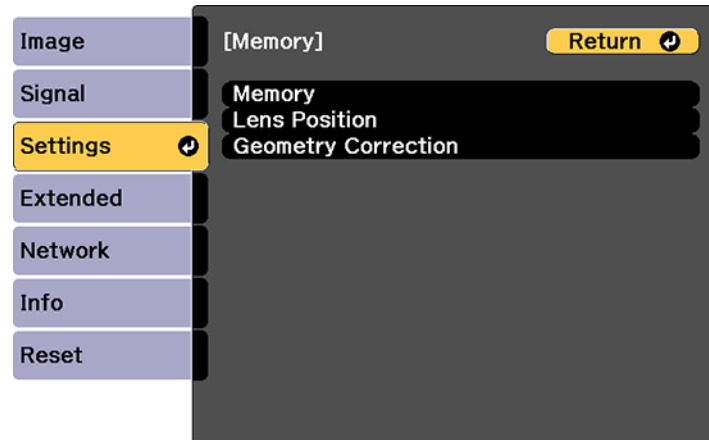 Image
Signal
Settings
Extended
Network
Info
Reset
[Memory]
Return
Memory
Lens Position
Geometry Correction